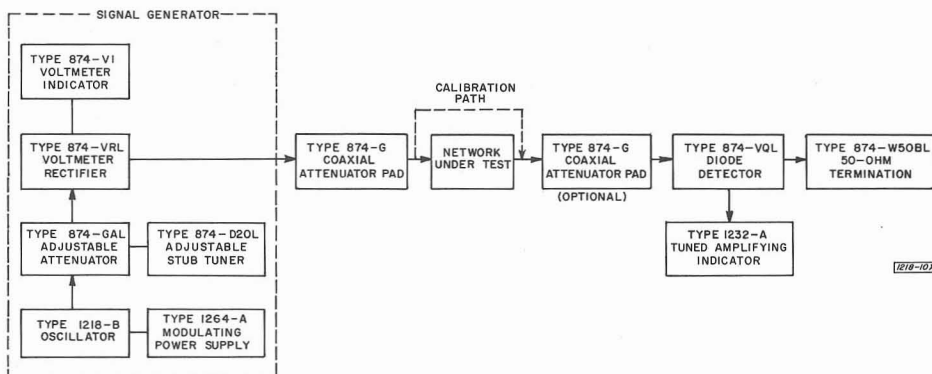 SIGNAL GENERATOR
TYPE 874-VI
VOLTMETER
INDICATOR
TYPE 874-VRL
VOLTMETER
RECTIFIER
TYPE 874-GAL
ADJUSTABLE
ATTENUATOR
TYPE 874-D20L
ADJUSTABLE
STUB TUNER
TYPE 1218-B
OSCILLATOR
TYPE 1264-A
MODULATING
POWER SUPPLY
TYPE 874-G
COAXIAL
ATTENUATOR PAD
CALIBRATION
PATH
NETWORK
UNDER TEST
TYPE 874-G
COAXIAL
ATTENUATOR PAD
(OPTIONAL)
TYPE 874-VQL
DIODE
DETECTOR
TYPE 874-W50BL
50-OHM
TERMINATION
TYPE 1232-A
TUNED AMPLIFYING
INDICATOR